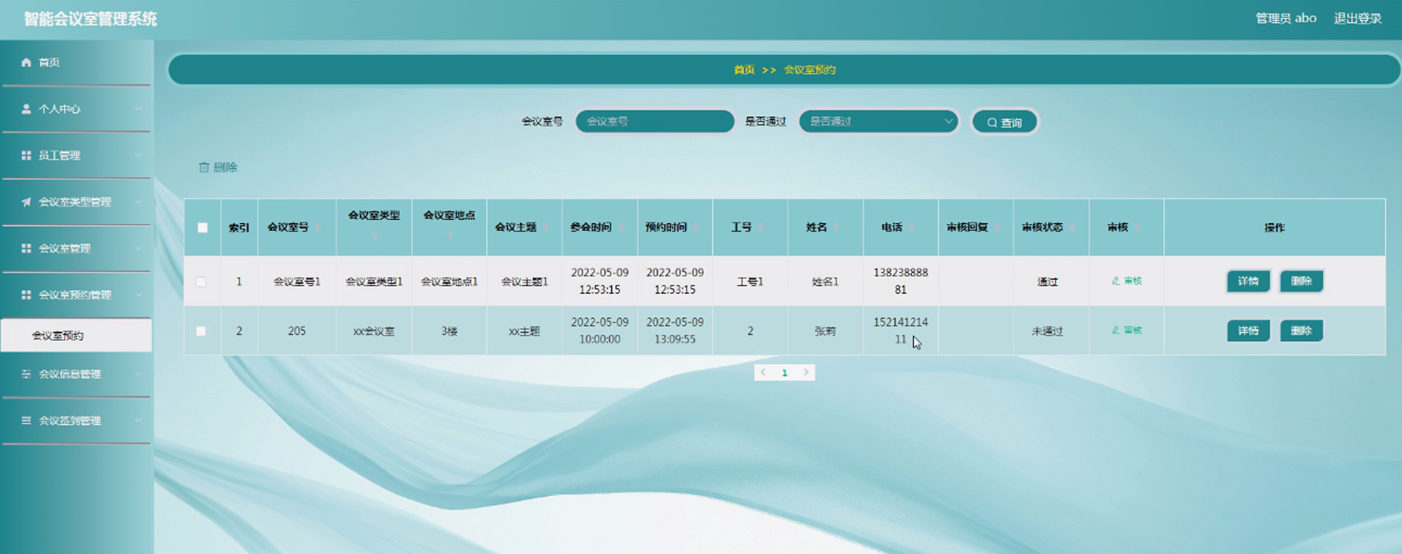 智能会议室管理系统
管理员 abo 退出登录
首页
个人中心
员工管理
会议室类型管理
会议室管理
会议室预约管理
会议室预约
会议信息管理
会议签到管理
首页 >> 会议室预约
会议室号 会议室号 是否通过 是否通过 查询
删除
索引 会议室号 会议室类型 会议室地点 会议主题 参会时间 预约时间 工号 姓名 电话 审核回复 审核状态 审核 操作
1 会议室号1 会议室类型1 会议室地点1 会议主题1 2022-05-09 12:53:15 2022-05-09 12:53:15 工号1 姓名1 13823888881 通过 审核 详情 删除
2 205 xx会议室 3楼 xx主题 2022-05-09 10:00:00 2022-05-09 13:09:55 2 张莉 15214121411 未通过 审核 详情 删除
< 1 >